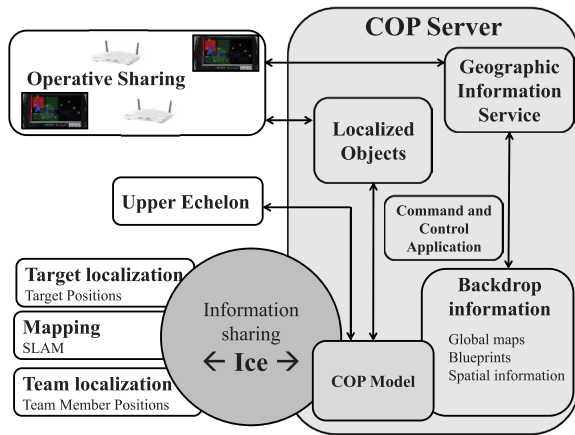 COP Server
Operative Sharing
Geographic
Information
Service
Localized
Objects
Upper Echelon
Command and
Control
Application
Target localization
Target Positions
Mapping
SLAM
Team localization
Team Member Positions
Information
sharing
← Ice →
Backdrop
information
Global maps
Blueprints
Spatial information
COP Model